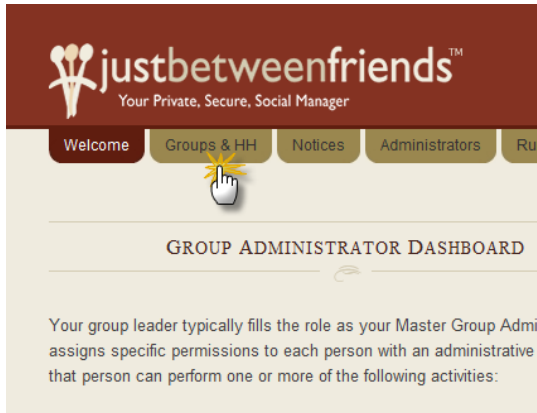 justbetweenfriends™
Your Private, Secure, Social Manager
Welcome Groups & HH Notices Administrators Ru
GROUP ADMINISTRATOR DASHBOARD
Your group leader typically fills the role as your Master Group Admi
assigns specific permissions to each person with an administrative
that person can perform one or more of the following activities: